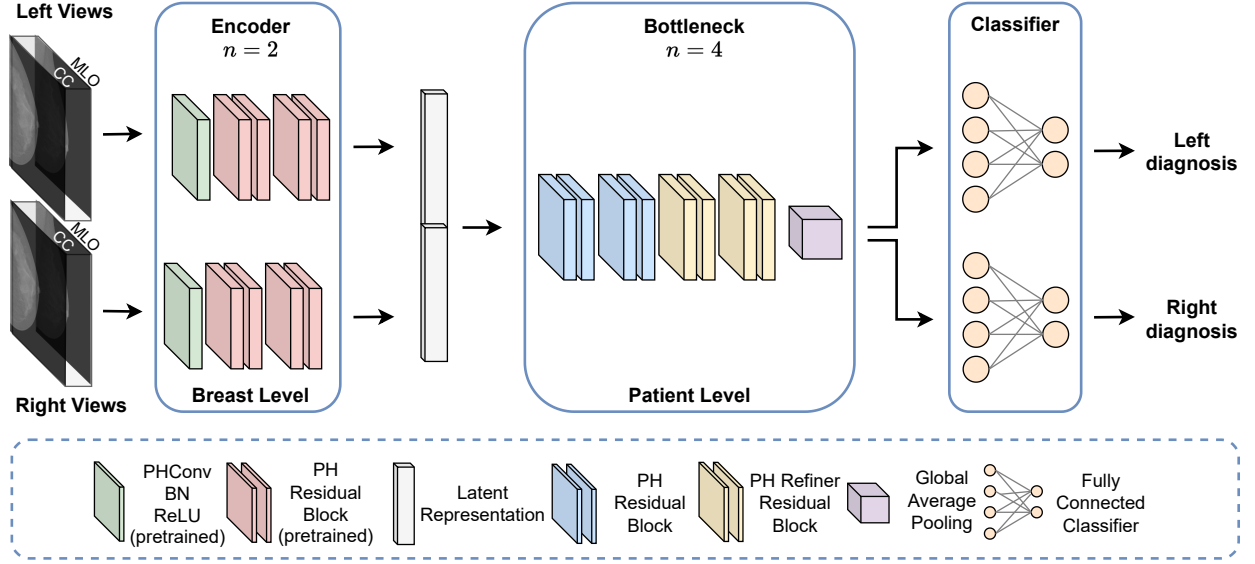 Left Views
CC
MLO
CC
MLO
Right Views
Encoder
n = 2
Breast Level
Bottleneck
n = 4
Patient Level
Classifier
Left
diagnosis
Right
diagnosis
PHConv
BN
ReLU
(pretrained)
PH
Residual
Block
(pretrained)
Latent
Representation
PH
Residual
Block
PH Refiner
Residual
Block
Global
Average
Pooling
Fully
Connected
Classifier